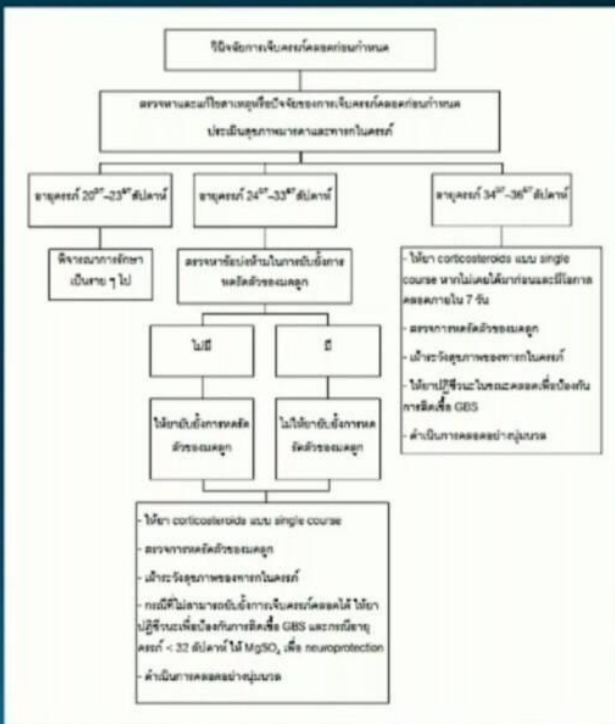 วินิจฉัยการเจ็บครรภ์คลอดก่อนกำหนด
ตรวจหาและแก้ไขสาเหตุหรือปัจจัยของการเจ็บครรภ์คลอดก่อนกำหนด
ประเมินสุขภาพมารดาและทารกในครรภ์
อายุครรภ์ 20⁰ᐟ⁷–23⁶ᐟ⁷ สัปดาห์
พิจารณาการรักษา
เป็นราย ๆ ไป
อายุครรภ์ 24⁰ᐟ⁷–33⁶ᐟ⁷ สัปดาห์
ตรวจหาข้อบ่งห้ามในการยับยั้งการ
หดรัดตัวของมดลูก
ไม่มี
ให้ยายับยั้งการหดรัด
ตัวของมดลูก
มี
ไม่ให้ยายับยั้งการหด
รัดตัวของมดลูก
- ให้ยา corticosteroids แบบ single course
- ตรวจการหดรัดตัวของมดลูก
- เฝ้าระวังสุขภาพของทารกในครรภ์
- กรณีที่ไม่สามารถยับยั้งการเจ็บครรภ์คลอดได้ ให้ยา
ปฏิชีวนะเพื่อป้องกันการติดเชื้อ GBS และกรณีอายุ
ครรภ์ < 32 สัปดาห์ ให้ MgSO₄ เพื่อ neuroprotection
- ดำเนินการคลอดอย่างนุ่มนวล
อายุครรภ์ 34⁰ᐟ⁷–36⁶ᐟ⁷ สัปดาห์
- ให้ยา corticosteroids แบบ single
course หากไม่เคยได้มาก่อนและมีโอกาส
คลอดภายใน 7 วัน
- ตรวจการหดรัดตัวของมดลูก
- เฝ้าระวังสุขภาพของทารกในครรภ์
- ให้ยาปฏิชีวนะในขณะคลอดเพื่อป้องกัน
การติดเชื้อ GBS
- ดำเนินการคลอดอย่างนุ่มนวล